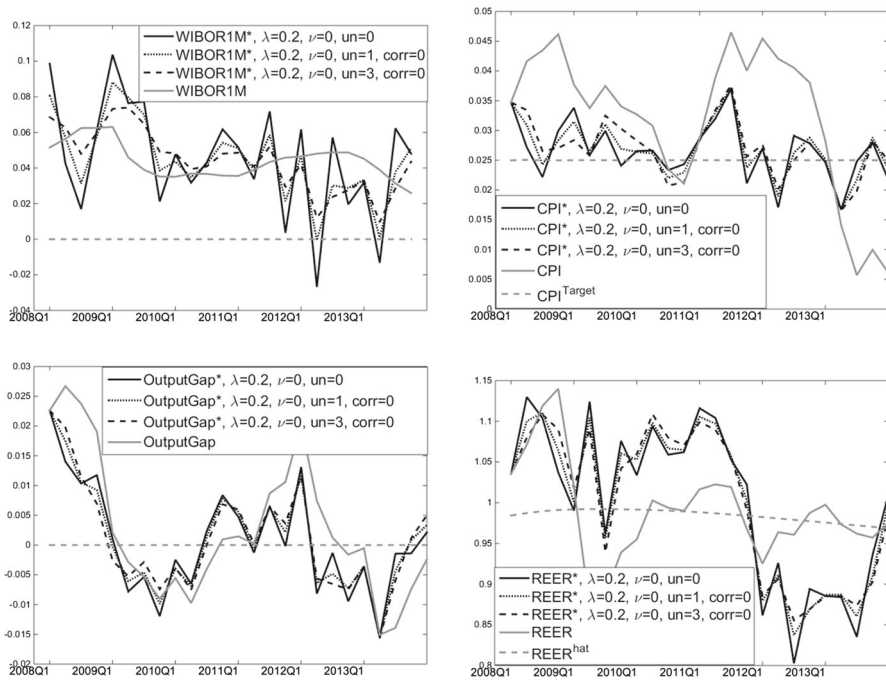 0.12
0.1
0.08
0.06
0.04
0.02
0
-0.02
-0.04
WIBOR1M*, λ=0.2, ν=0, un=0
WIBOR1M*, λ=0.2, ν=0, un=1, corr=0
WIBOR1M*, λ=0.2, ν=0, un=3, corr=0
WIBOR1M
2008Q1 2009Q1 2010Q1 2011Q1 2012Q1 2013Q1
0.05
0.045
0.04
0.035
0.03
0.025
0.02
0.015
0.01
0.005
0
CPI*, λ=0.2, ν=0, un=0
CPI*, λ=0.2, ν=0, un=1, corr=0
CPI*, λ=0.2, ν=0, un=3, corr=0
CPI
CPI^Target
2008Q1 2009Q1 2010Q1 2011Q1 2012Q1 2013Q1
0.03
0.025
0.02
0.015
0.01
0.005
0
-0.005
-0.01
-0.015
-0.02
OutputGap*, λ=0.2, ν=0, un=0
OutputGap*, λ=0.2, ν=0, un=1, corr=0
OutputGap*, λ=0.2, ν=0, un=3, corr=0
OutputGap
2008Q1 2009Q1 2010Q1 2011Q1 2012Q1 2013Q1
1.15
1.1
1.05
1
0.95
0.9
0.85
0.8
REER*, λ=0.2, ν=0, un=0
REER*, λ=0.2, ν=0, un=1, corr=0
REER*, λ=0.2, ν=0, un=3, corr=0
REER
REER^hat
2008Q1 2009Q1 2010Q1 2011Q1 2012Q1 2013Q1